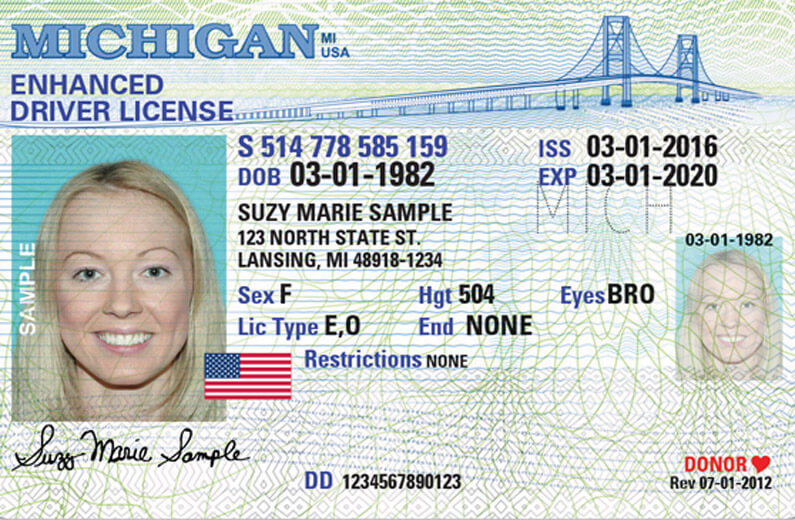 MICHIGAN MI
USA
ENHANCED
DRIVER LICENSE
S 514 778 585 159 ISS 03-01-2016
DOB 03-01-1982 EXP 03-01-2020
MICH
SUZY MARIE SAMPLE
123 NORTH STATE ST.
LANSING, MI 48918-1234
03-01-1982
Sex F Hgt 504 Eyes BRO
Lic Type E,O End NONE
Restrictions NONE
SAMPLE
Suzy Marie Sample
DD 1234567890123
DONOR
Rev 07-01-2012